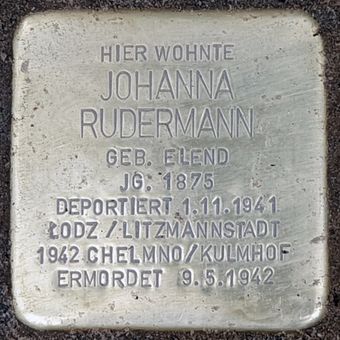 HIER WOHNTE
JOHANNA
RUDERMANN
GEB. ELEND
JG. 1875
DEPORTIERT 1.11.1941
ŁODZ / LITZMANNSTADT
1942 CHELMNO/KULMHOF
ERMORDET 9.5.1942